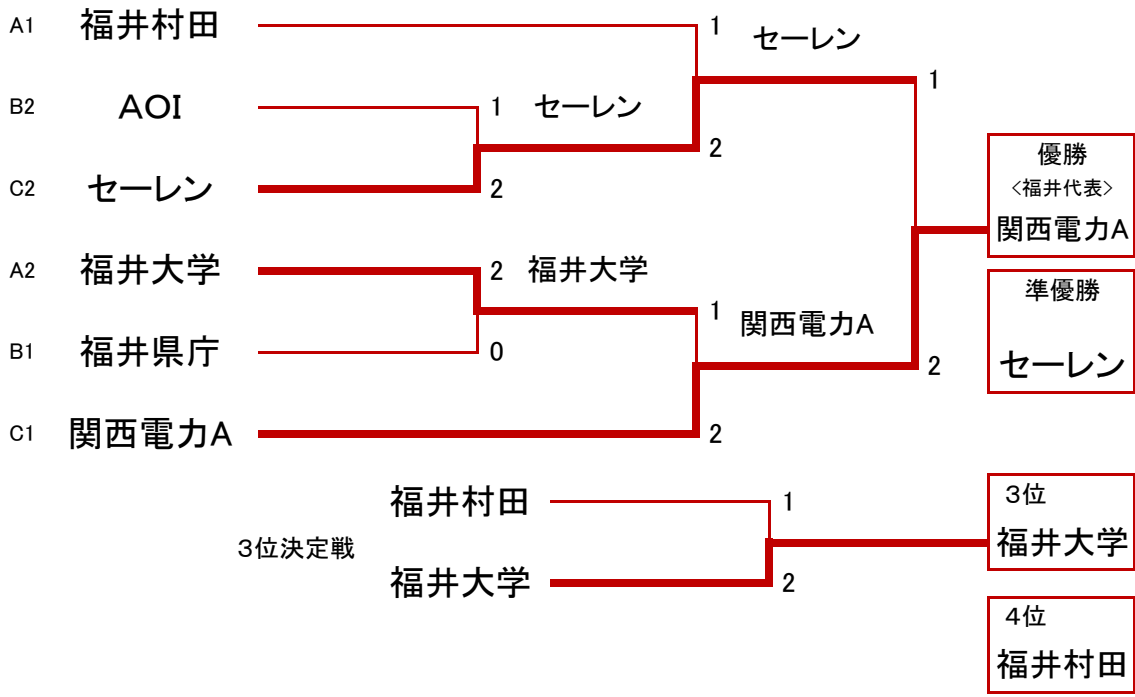 A1 福井村田 1 セーレン
1
B2 AOI 1 セーレン
2
C2 セーレン 2
優勝
<福井代表>
関西電力A
A2 福井大学 2 福井大学
準優勝
1 関西電力A
B1 福井県庁 0
2 セーレン
C1 関西電力A 2
福井村田 1
3位
3位決定戦
福井大学
福井大学 2
4位
福井村田